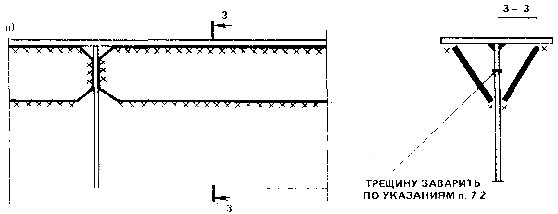 3
3 - 3
п)
3
ТРЕЩИНУ ЗАВАРИТЬ
ПО УКАЗАНИЯМ п. 7.2